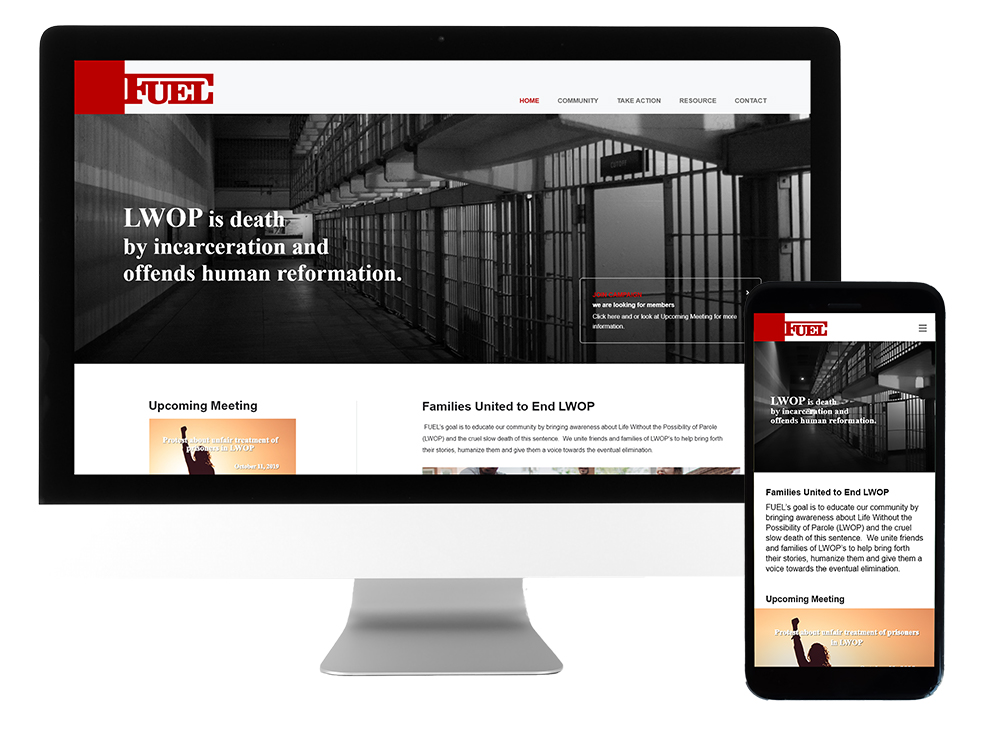 FUEL
HOME COMMUNITY TAKE ACTION RESOURCE CONTACT
LWOP is death
by incarceration and
offends human reformation.
we are looking for members
Click here and or look at Upcoming Meeting for more
information.
Upcoming Meeting
Protest about unfair treatment of
prisoners in LWOP
October 11, 2019
Families United to End LWOP
FUEL's goal is to educate our community by bringing awareness about Life Without the Possibility of Parole
(LWOP) and the cruel slow death of this sentence. We unite friends and families of LWOP's to help bring forth
their stories, humanize them and give them a voice towards the eventual elimination.
FUEL
LWOP is death
by incarceration and
offends human reformation.
Families United to End LWOP
FUEL's goal is to educate our community by
bringing awareness about Life Without the
Possibility of Parole (LWOP) and the cruel
slow death of this sentence. We unite friends
and families of LWOP's to help bring forth
their stories, humanize them and give them a
voice towards the eventual elimination.
Upcoming Meeting
Protest about unfair treatment of prisoners
in LWOP